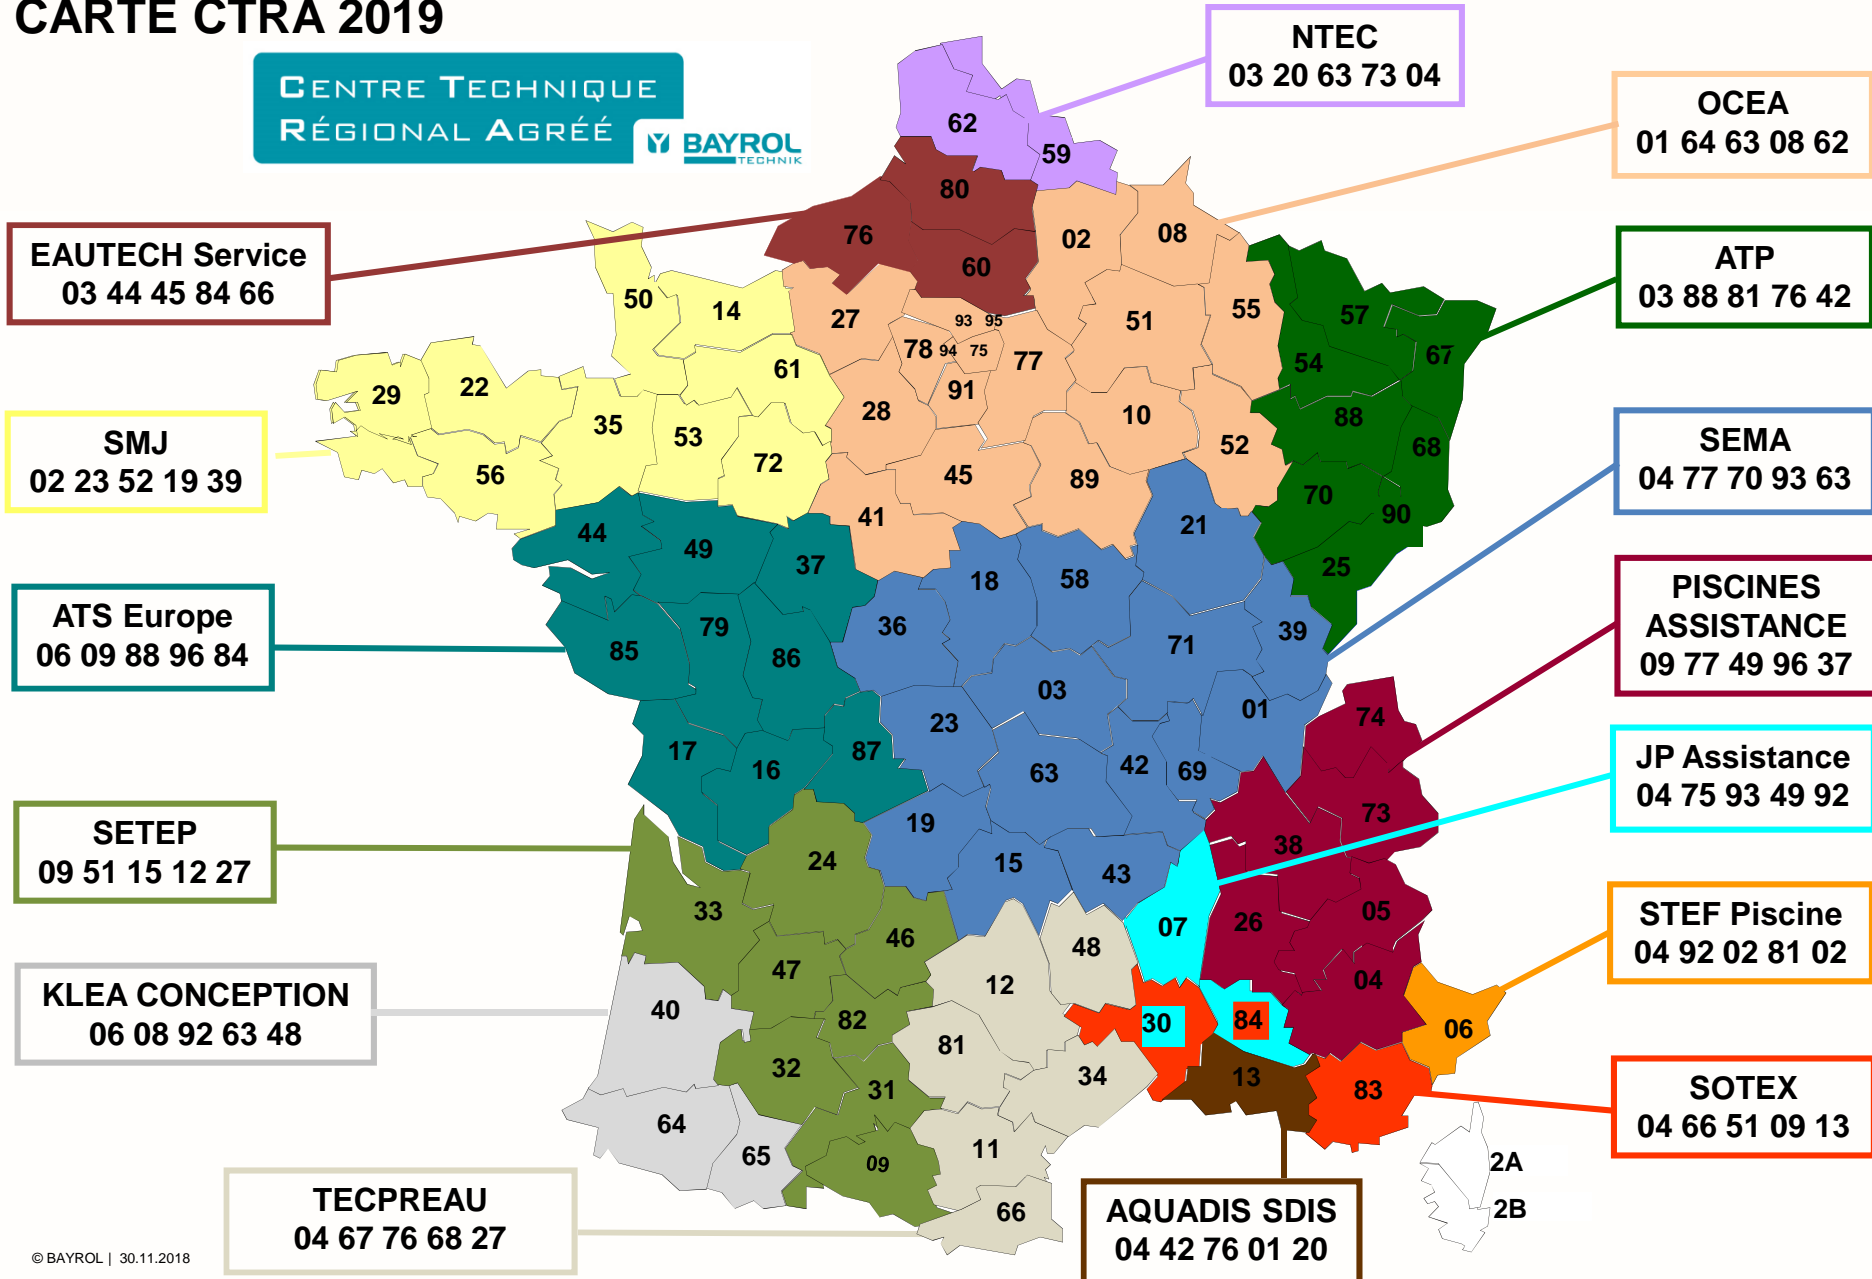 CARTE CTRA 2019
CENTRE TECHNIQUE
RÉGIONAL AGRÉÉ
BAYROL
TECHNIK
NTEC
03 20 63 73 04
OCEA
01 64 63 08 62
EAUTECH Service
03 44 45 84 66
ATP
03 88 81 76 42
SMJ
02 23 52 19 39
SEMA
04 77 70 93 63
ATS Europe
06 09 88 96 84
PISCINES
ASSISTANCE
09 77 49 96 37
JP Assistance
04 75 93 49 92
SETEP
09 51 15 12 27
STEF Piscine
04 92 02 81 02
KLEA CONCEPTION
06 08 92 63 48
SOTEX
04 66 51 09 13
TECPREAU
04 67 76 68 27
AQUADIS SDIS
04 42 76 01 20
62
59
80
76
60
02
08
50
14
27
93
95
51
55
57
78
94
75
77
54
67
61
29
22
91
28
10
88
35
53
52
68
72
56
45
89
70
90
41
21
44
49
37
18
58
25
36
79
39
85
86
71
03
23
01
74
17
16
87
63
42
69
73
19
38
24
15
43
33
07
26
05
46
48
47
12
04
40
82
30
84
06
81
32
31
34
13
83
64
65
09
11
66
2A
2B
© BAYROL | 30.11.2018